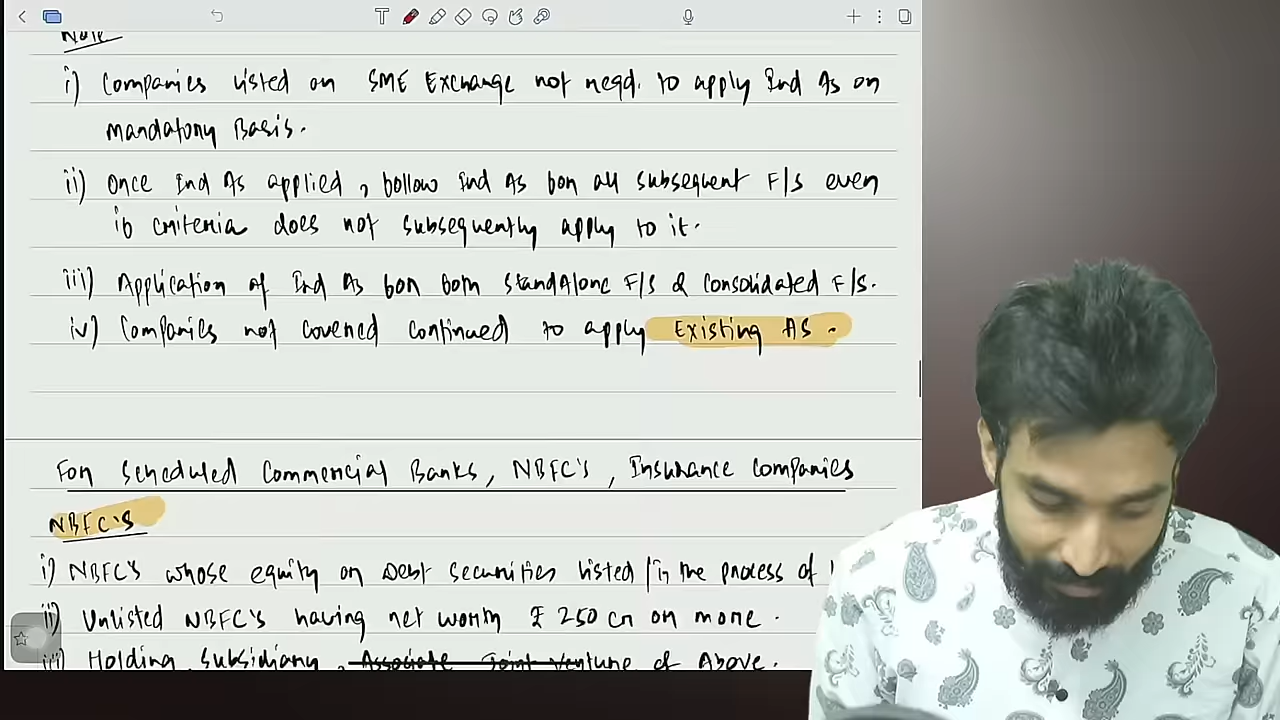 Note
i) Companies listed on SME Exchange not reqd. to apply Ind As on
mandatory Basis.
ii) Once Ind As applied, follow Ind As for all subsequent F/S even
if criteria does not subsequently apply to it.
iii) Application of Ind As for both StandAlone F/S & Consolidated F/S.
iv) Companies not covered continued to apply Existing AS.
For Scheduled Commercial Banks, NBFC's, Insurance Companies
NBFC's
i) NBFC's whose equity or Debt securities listed/in the process of
ii) Unlisted NBFC's having net worth ₹ 250 cr or more.
iii) Holding, Subsidiary, Associate Joint Venture of Above.